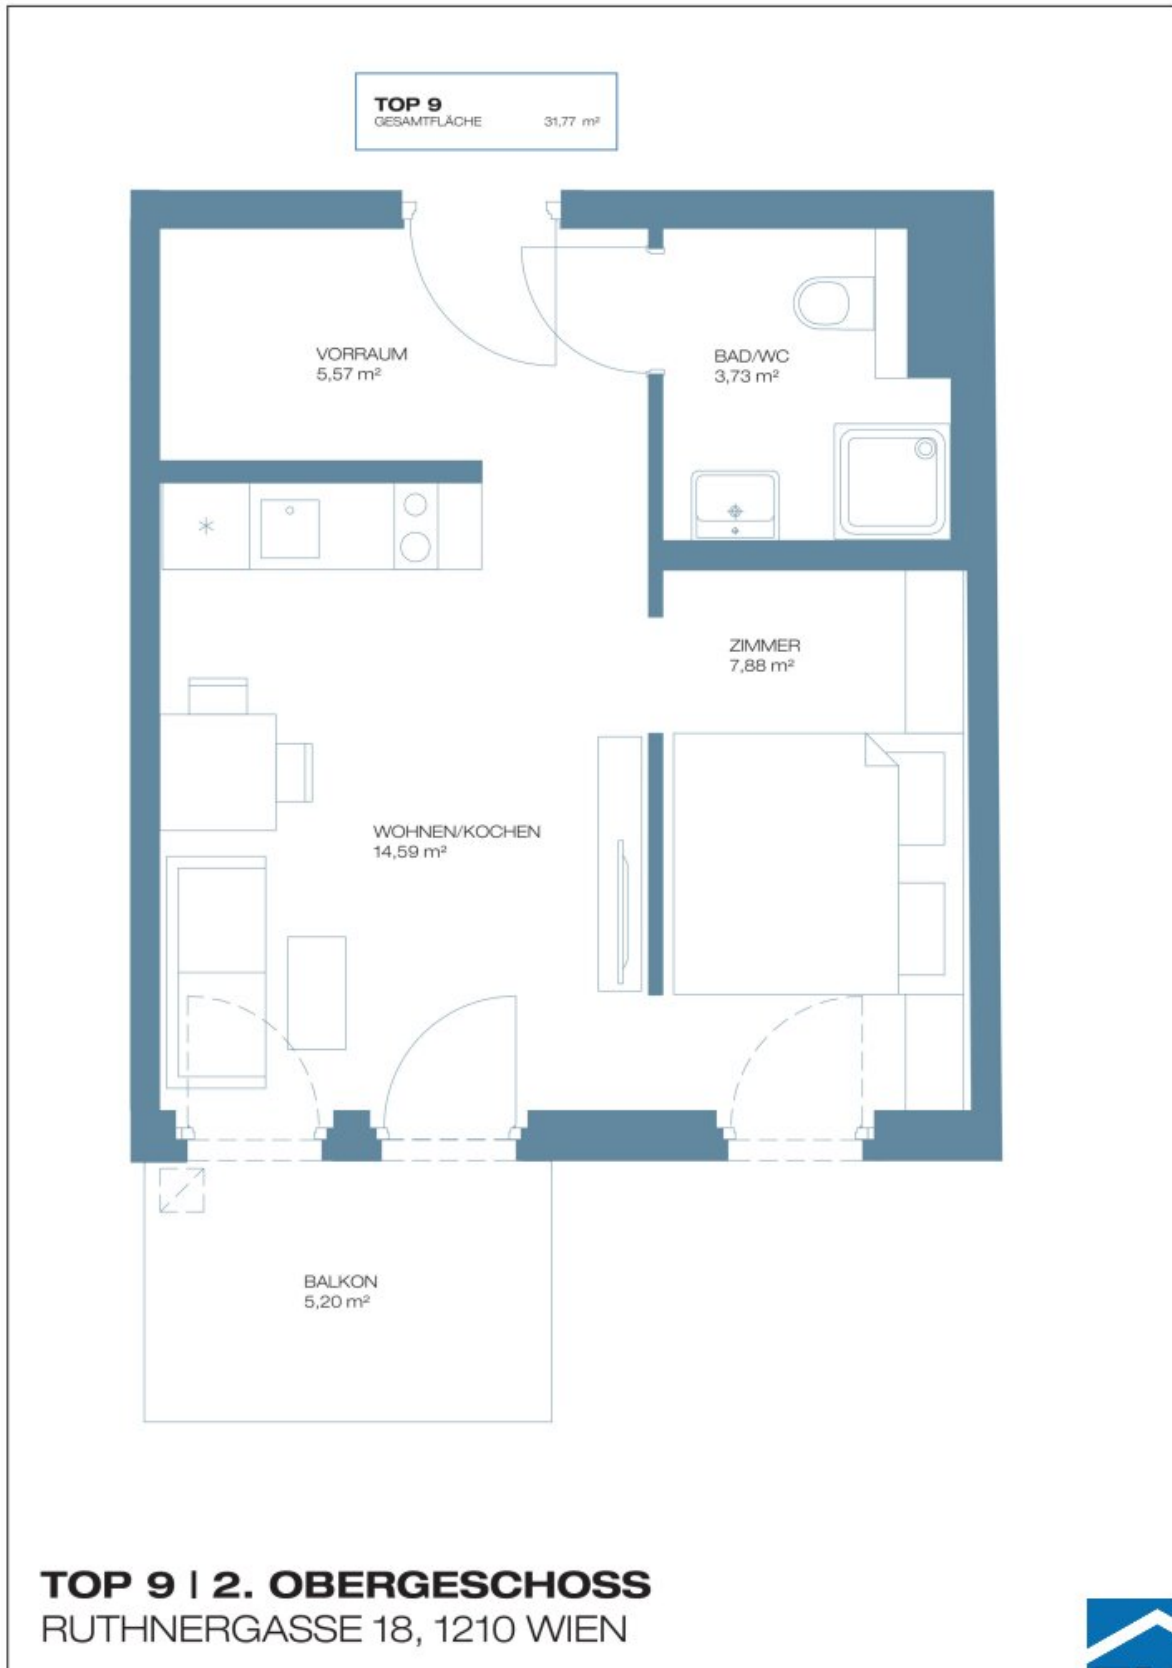 TOP 9
GESAMTFLÄCHE 31,77 m²
VORRAUM
5,57 m²
BAD/WC
3,73 m²
ZIMMER
7,88 m²
WOHNEN/KOCHEN
14,59 m²
BALKON
5,20 m²
TOP 9 | 2. OBERGESCHOSS
RUTHNERGASSE 18, 1210 WIEN